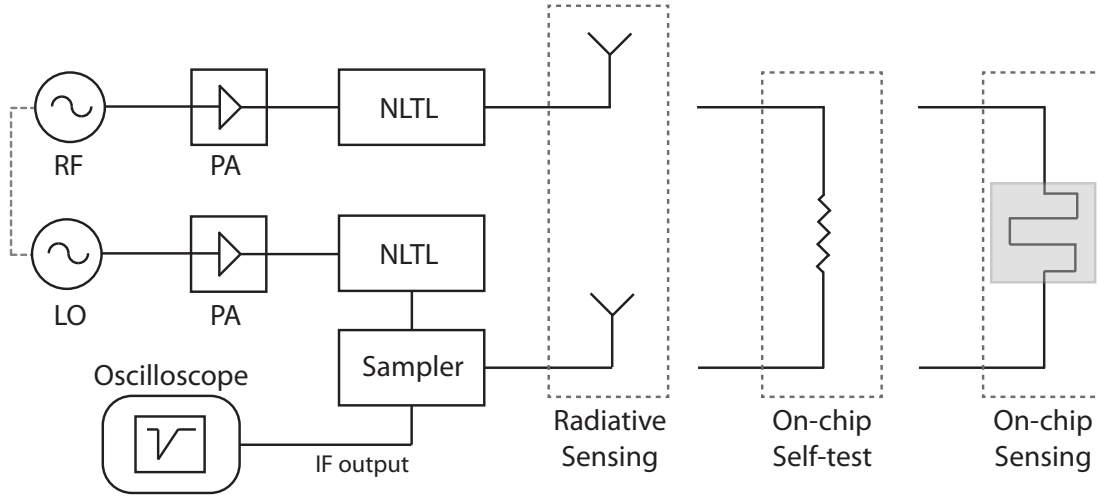 NLTL
RF
PA
NLTL
LO
PA
Sampler
Oscilloscope
IF output
Radiative
Sensing
On-chip
Self-test
On-chip
Sensing